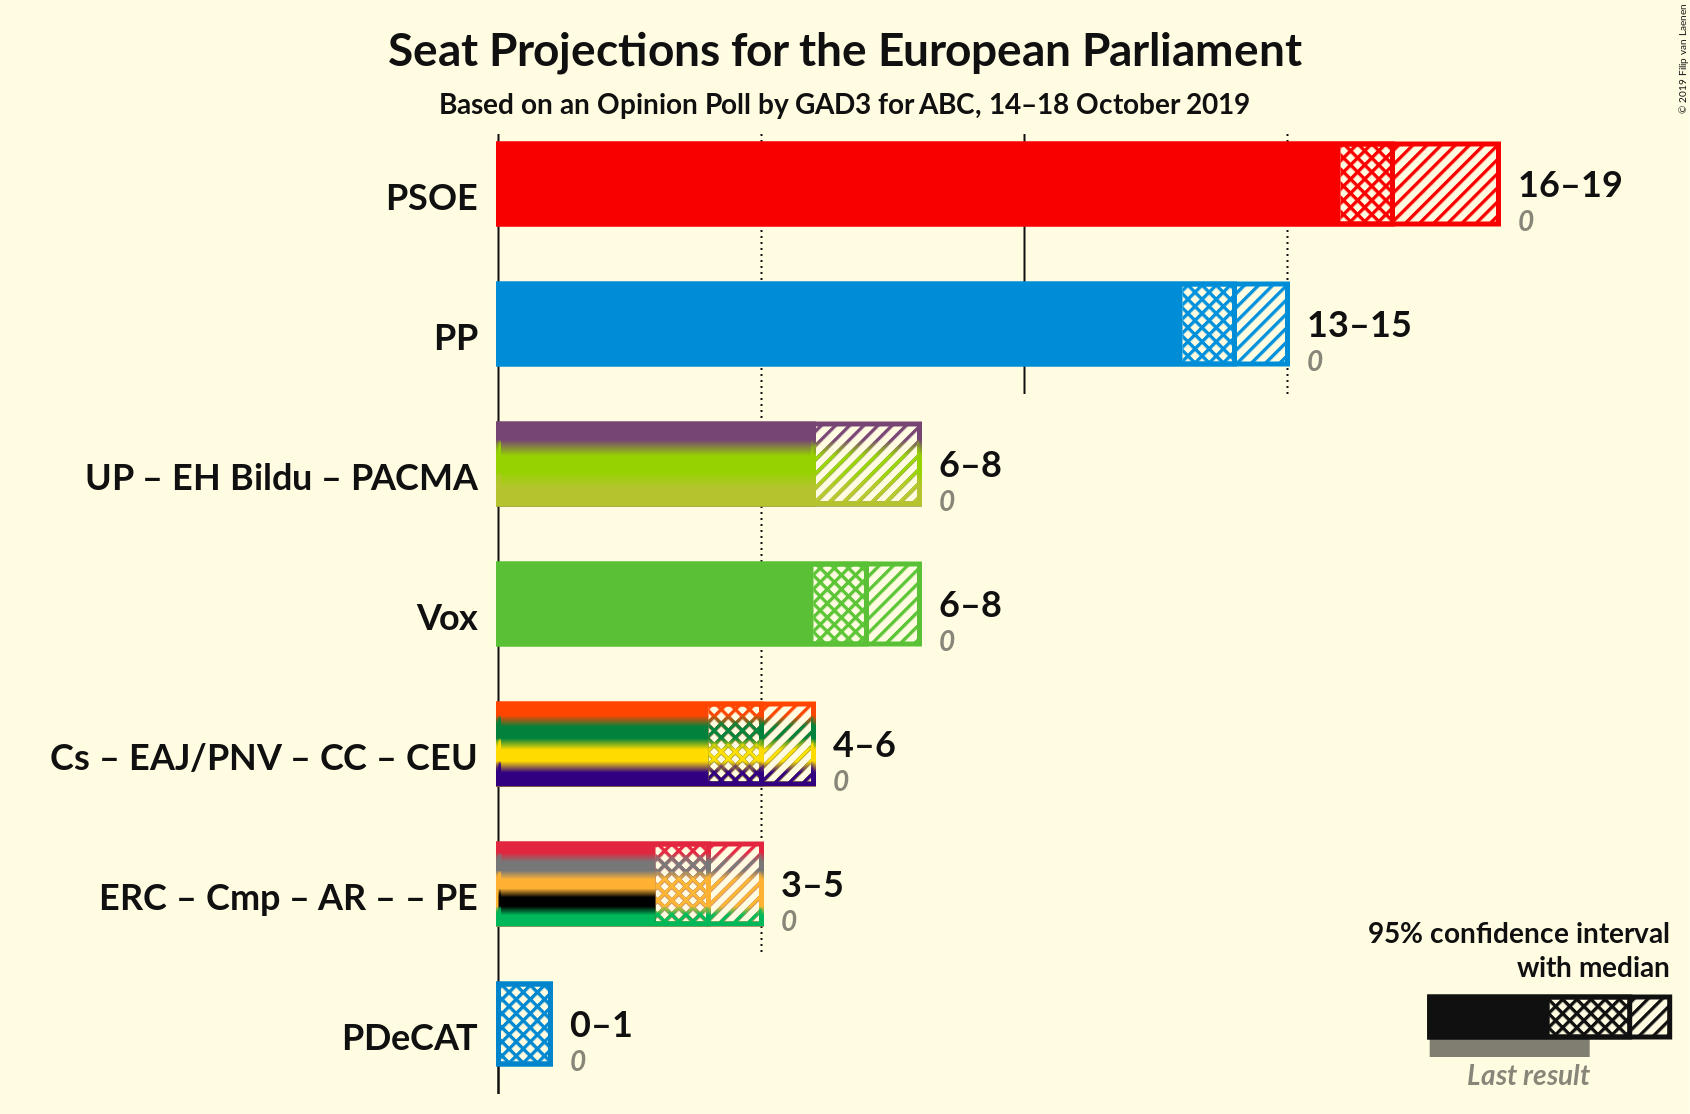 Seat Projections for the European Parliament
Based on an Opinion Poll by GAD3 for ABC, 14–18 October 2019
© 2019 Filip van Laenen
PSOE
16–19
0
PP
13–15
0
UP – EH Bildu – PACMA
6–8
0
Vox
6–8
0
Cs – EAJ/PNV – CC – CEU
4–6
0
ERC – Cmp – AR – – PE
3–5
0
PDeCAT
0–1
0
95% confidence interval
with median
Last result